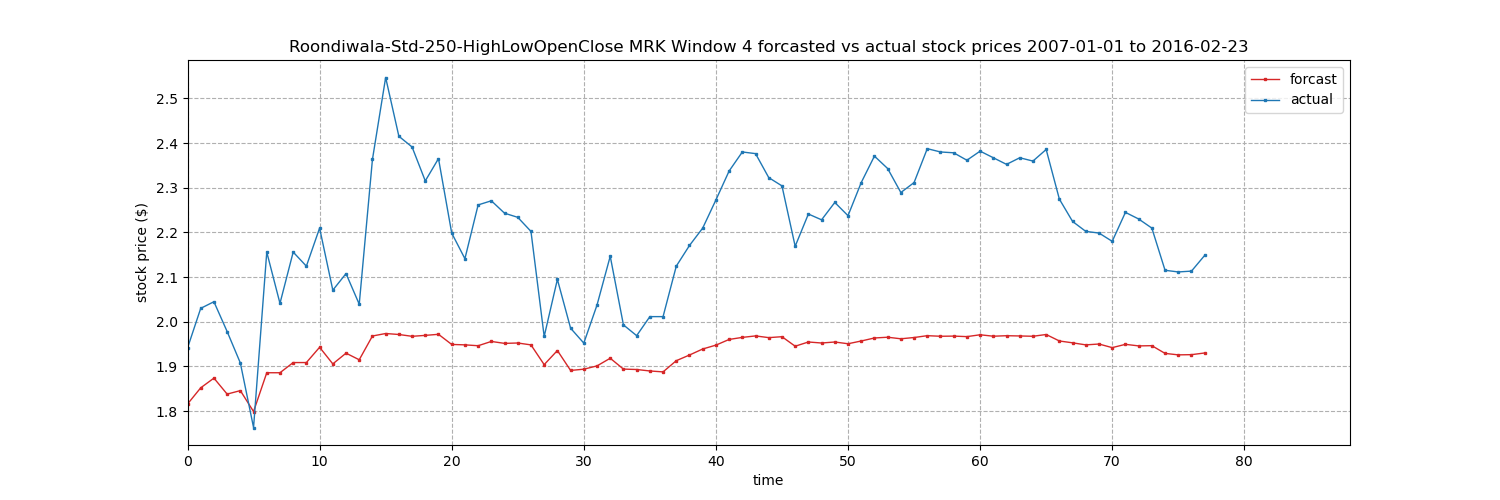 Roondiwala-Std-250-HighLowOpenClose MRK Window 4 forcasted vs actual stock prices 2007-01-01 to 2016-02-23
forcast
actual
2.5
2.4
2.3
2.2
2.1
2.0
1.9
1.8
stock price ($)
0 10 20 30 40 50 60 70 80
time